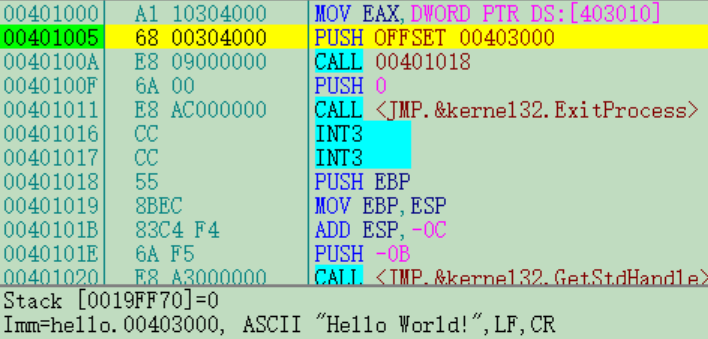 00401000 A1 10304000 MOV EAX,DWORD PTR DS:[403010]
00401005 68 00304000 PUSH OFFSET 00403000
0040100A E8 09000000 CALL 00401018
0040100F 6A 00 PUSH 0
00401011 E8 AC000000 CALL <JMP.&kernel32.ExitProcess>
00401016 CC INT3
00401017 CC INT3
00401018 55 PUSH EBP
00401019 8BEC MOV EBP,ESP
0040101B 83C4 F4 ADD ESP,-0C
0040101E 6A F5 PUSH -0B
00401020 E8 A3000000 CALL <JMP.&kernel32.GetStdHandle>
Stack [0019FF70]=0
Imm=hello.00403000, ASCII "Hello World!",LF,CR